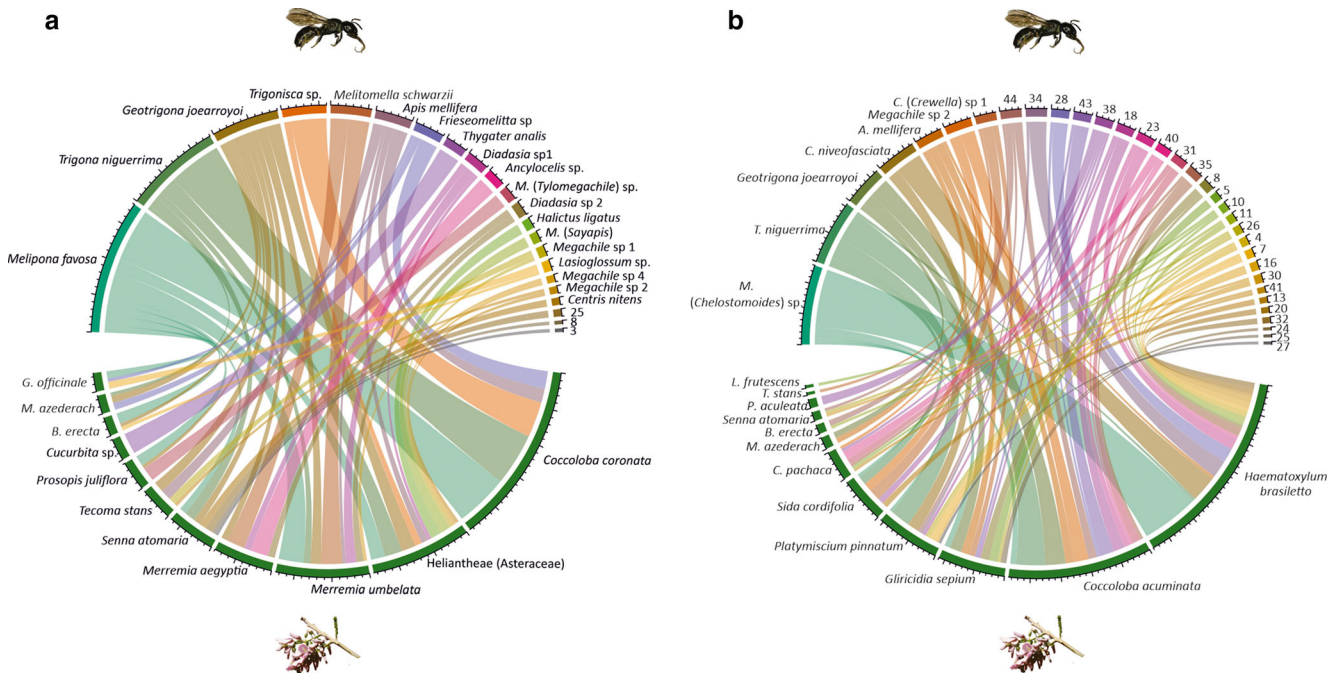 a
Trigonisca sp.
Melitomella schwarzii
Geotrigona joearroyoi
Apis mellifera
Frieseomelitta sp
Thygater analis
Trigona niguerrima
Diadasia sp1
Ancylocelis sp.
M. (Tylomegachile) sp.
Diadasia sp 2
Halictus ligatus
M. (Sayapis)
Melipona favosa
Megachile sp 1
Lasioglossum sp.
Megachile sp 4
Megachile sp 2
Centris nitens
25
8
3
G. officinale
M. azederach
B. erecta
Cucurbita sp.
Prosopis juliflora
Tecoma stans
Senna atomaria
Merremia aegyptia
Merremia umbelata
Heliantheae (Asteraceae)
Coccoloba coronata
b
C. (Crewella) sp 1
Megachile sp 2
A. mellifera
C. niveofasciata
Geotrigona joearroyoi
T. niguerrima
M.
(Chelostomoides) sp
44
34
28
43
38
18
23
40
31
35
8
5
10
11
26
4
7
16
30
41
13
20
32
24
25
27
L. frutescens
T. stans
P. aculeata
Senna atomaria
B. erecta
M. azederach
C. pachaca
Sida cordifolia
Platymiscium pinnatum
Gliricidia sepium
Coccoloba acuminata
Haematoxylum
brasiletto